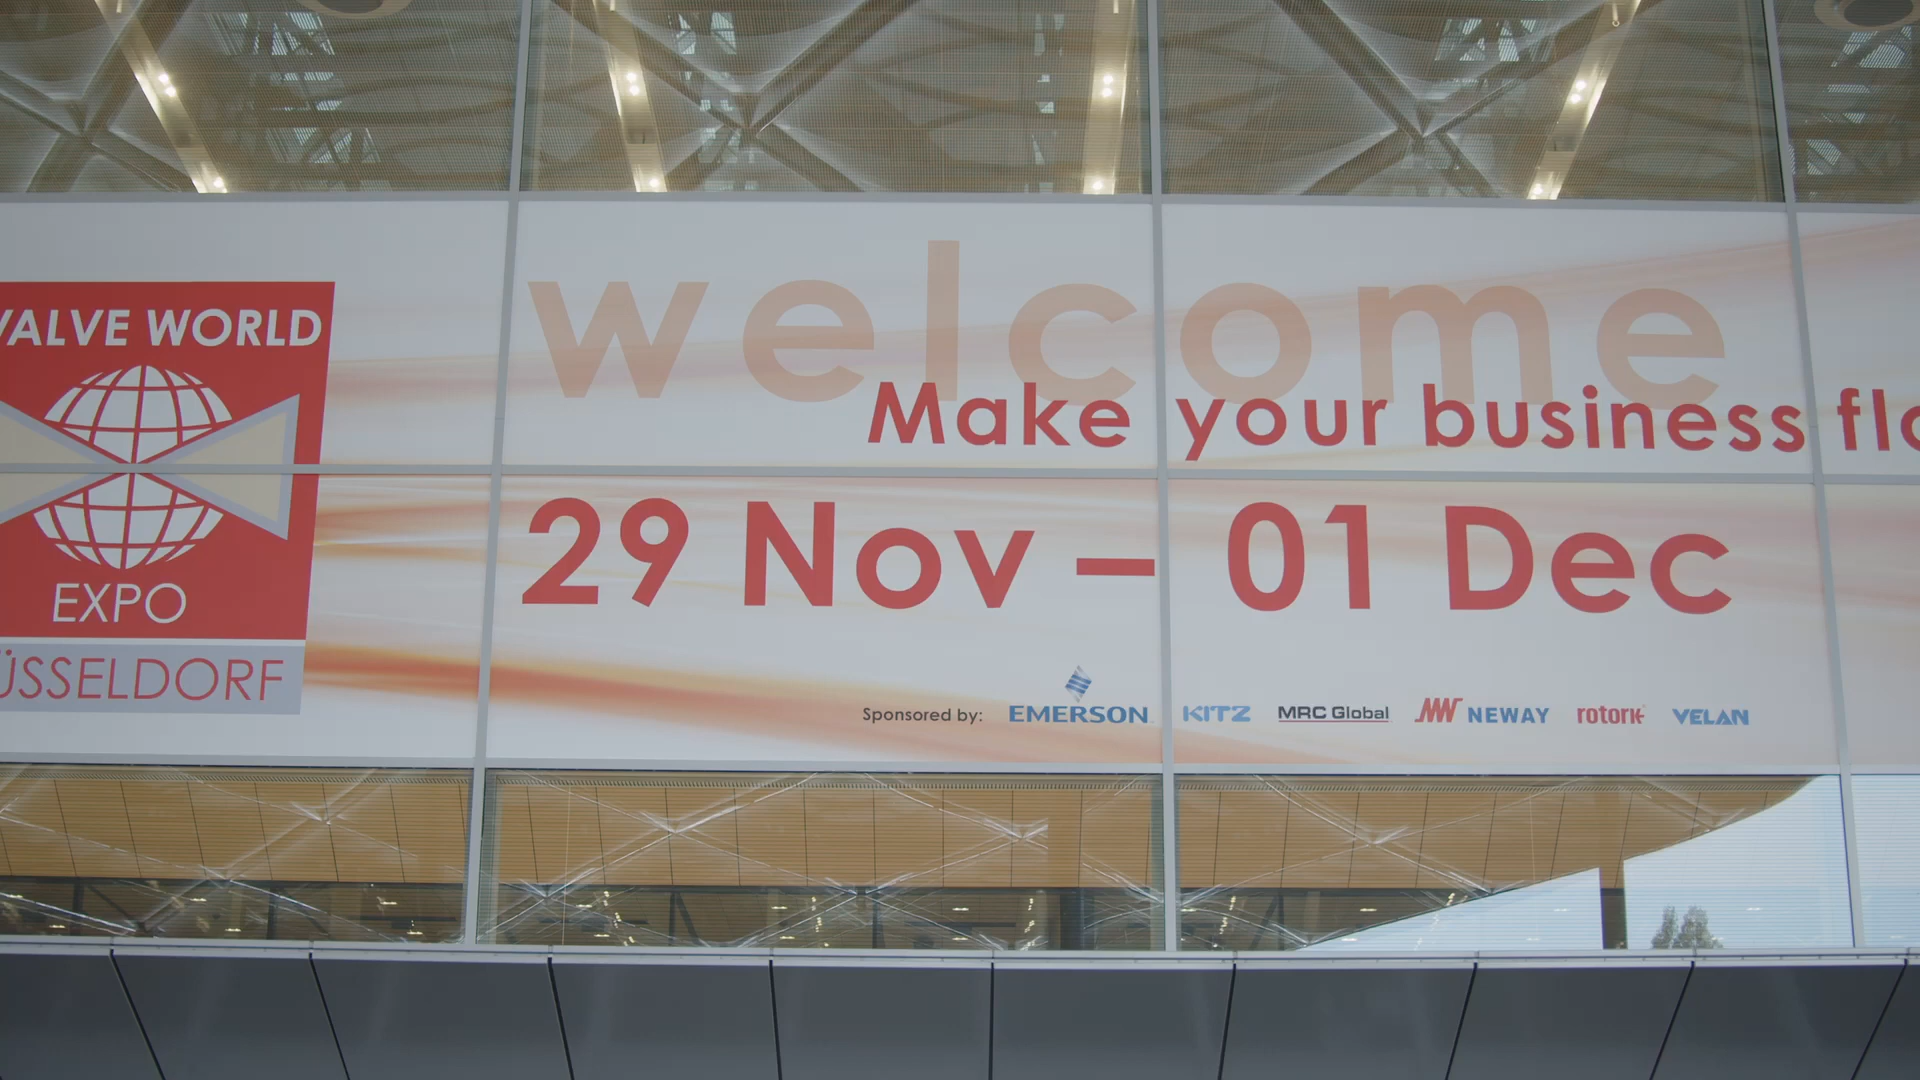 VALVE WORLD
EXPO
ÜSSELDORF
welcome
Make your business flo
29 Nov – 01 Dec
Sponsored by: EMERSON KITZ MRC Global NEWAY rotork VELAN